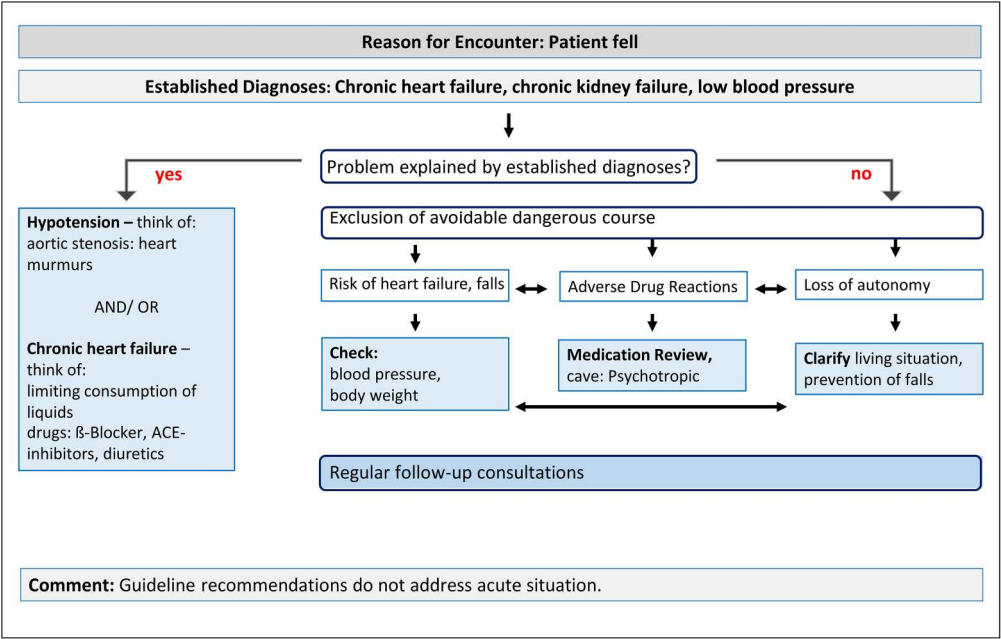 Reason for Encounter: Patient fell
Established Diagnoses: Chronic heart failure, chronic kidney failure, low blood pressure
Problem explained by established diagnoses?
yes
no
Hypotension – think of:
aortic stenosis: heart
murmurs
AND/ OR
Chronic heart failure –
think of:
limiting consumption of
liquids
drugs: ß-Blocker, ACE-
inhibitors, diuretics
Exclusion of avoidable dangerous course
Risk of heart failure, falls
Adverse Drug Reactions
Loss of autonomy
Check:
blood pressure,
body weight
Medication Review,
cave: Psychotropic
Clarify living situation,
prevention of falls
Regular follow-up consultations
Comment: Guideline recommendations do not address acute situation.